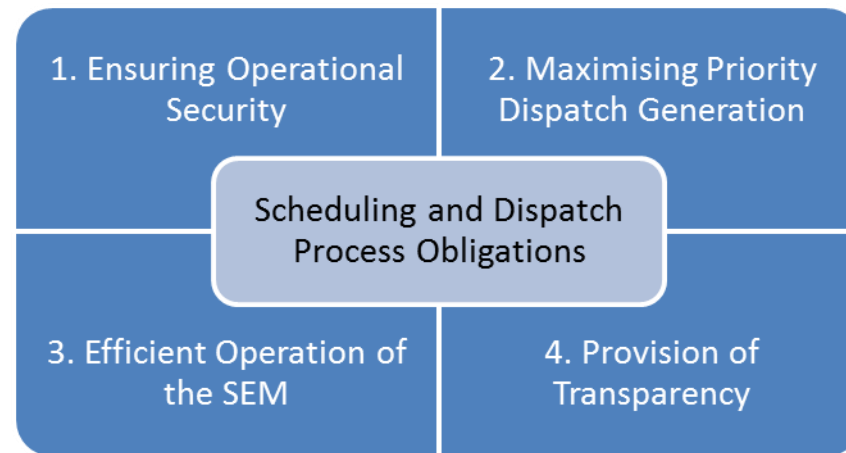 1. Ensuring Operational
Security
2. Maximising Priority
Dispatch Generation
Scheduling and Dispatch
Process Obligations
3. Efficient Operation of
the SEM
4. Provision of
Transparency